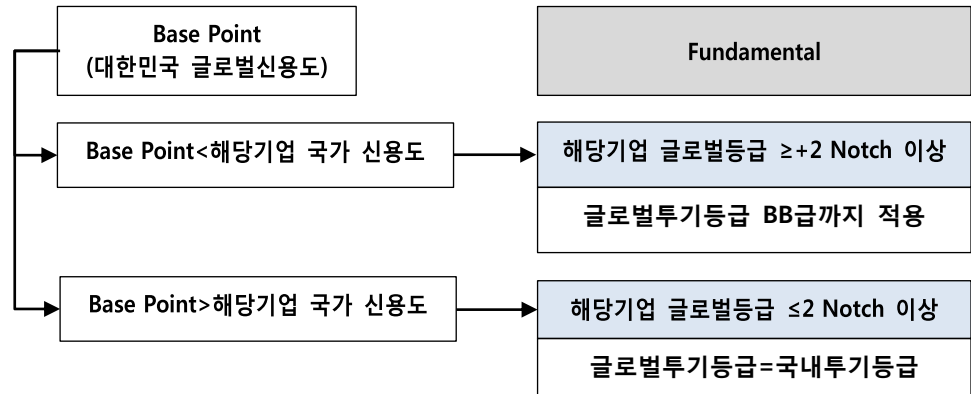 Base Point
(대한민국 글로벌신용도)
Fundamental
Base Point<해당기업 국가 신용도
해당기업 글로벌등급 ≥+2 Notch 이상
글로벌투기등급 BB급까지 적용
Base Point>해당기업 국가 신용도
해당기업 글로벌등급 ≤2 Notch 이상
글로벌투기등급=국내투기등급